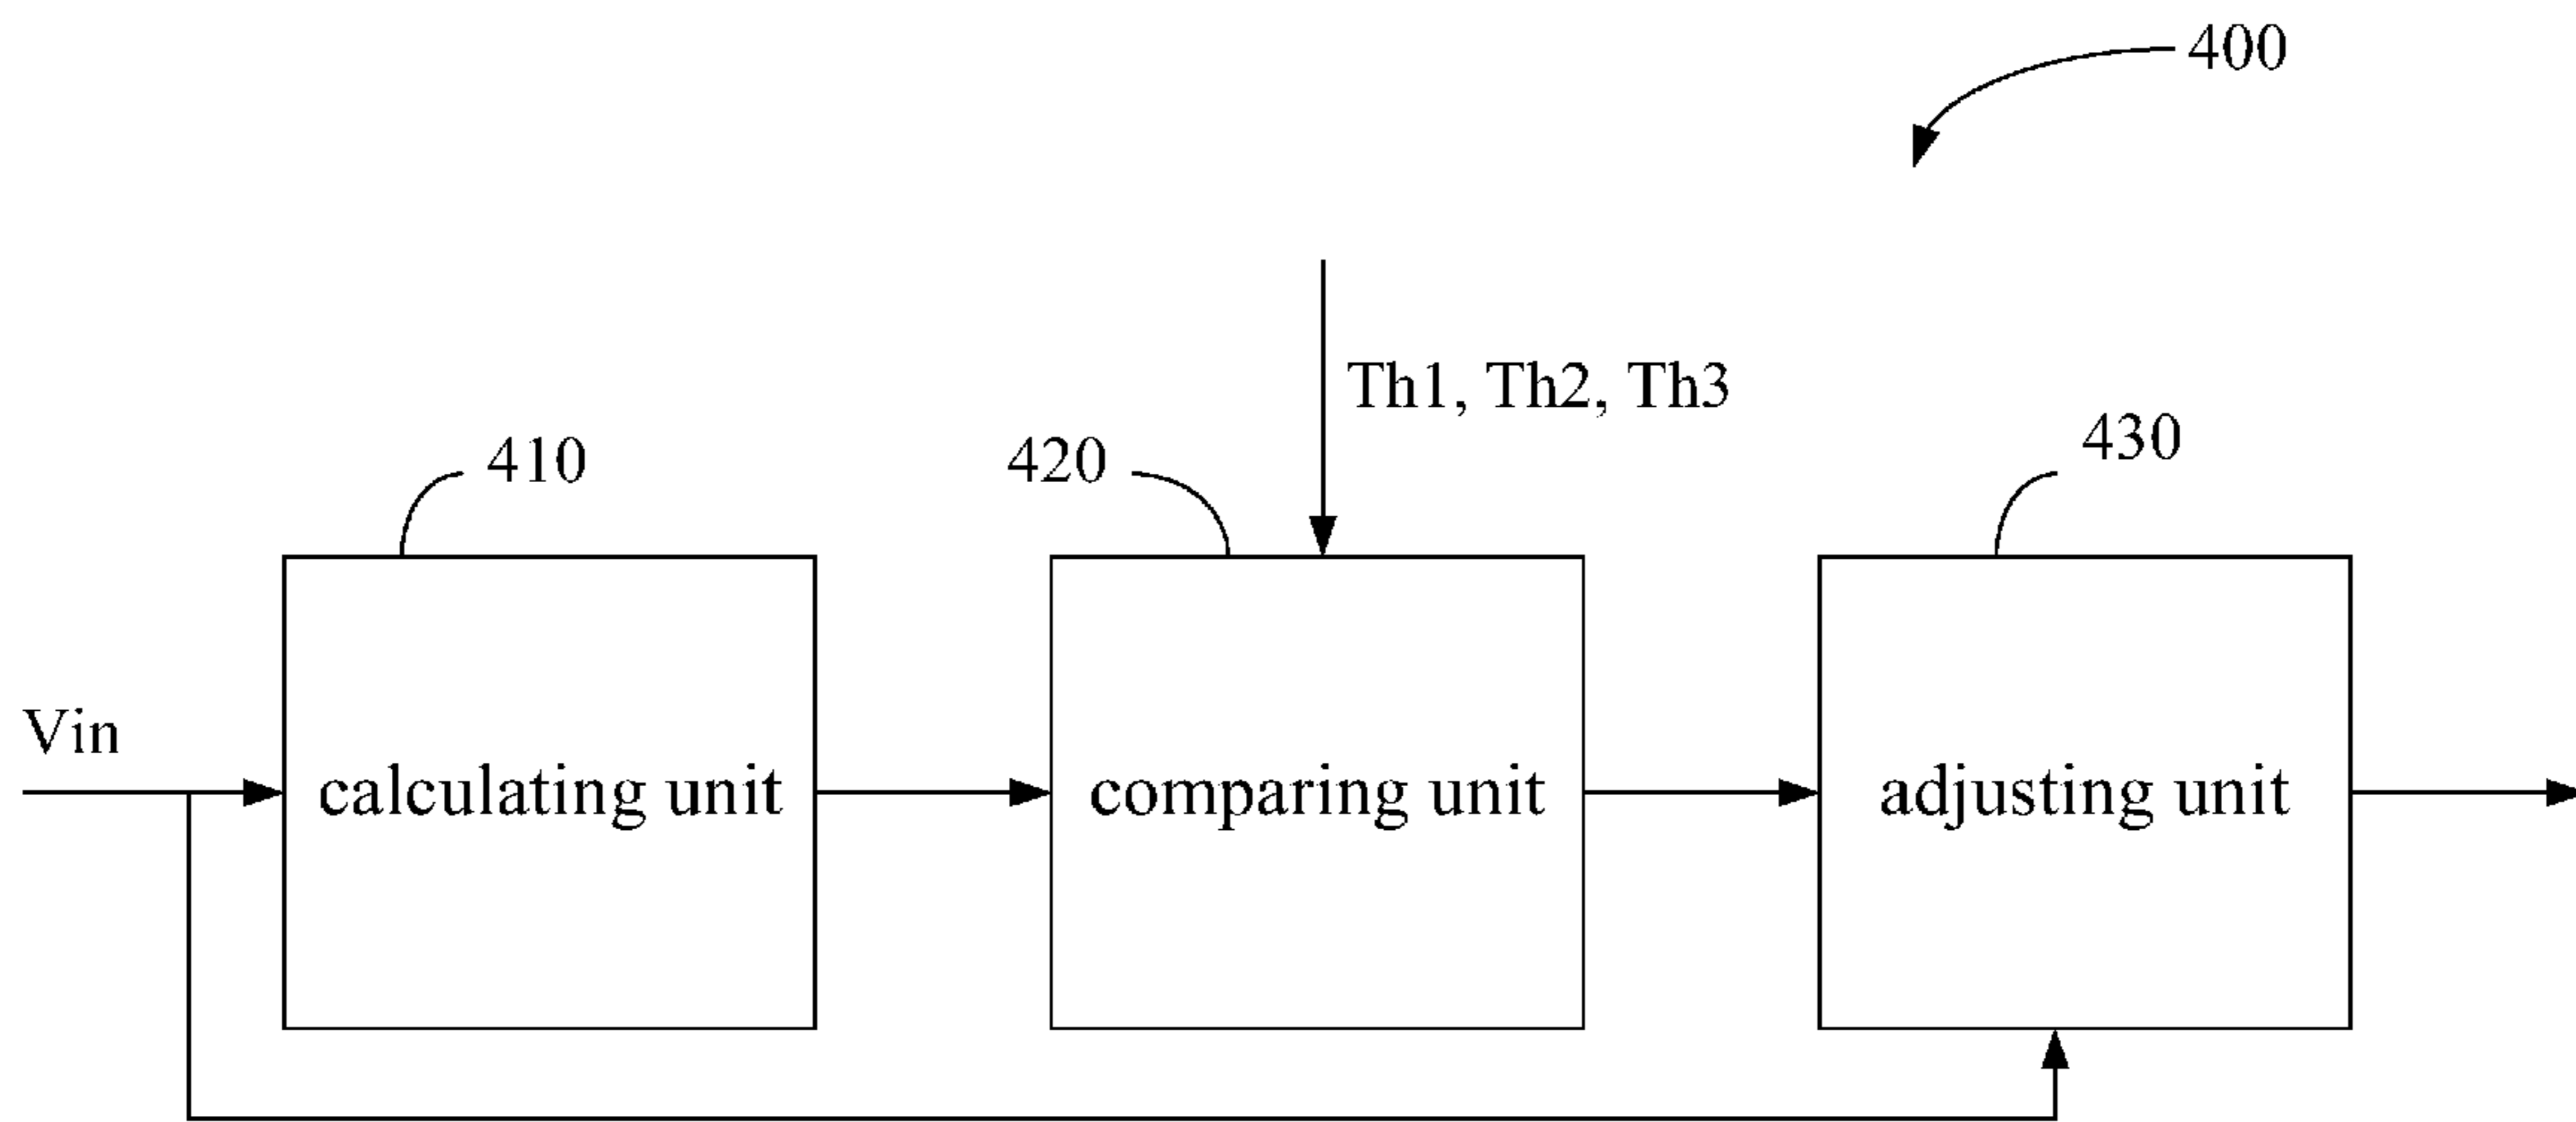 400
Th1, Th2, Th3
410
420
430
Vin
calculating unit
comparing unit
adjusting unit